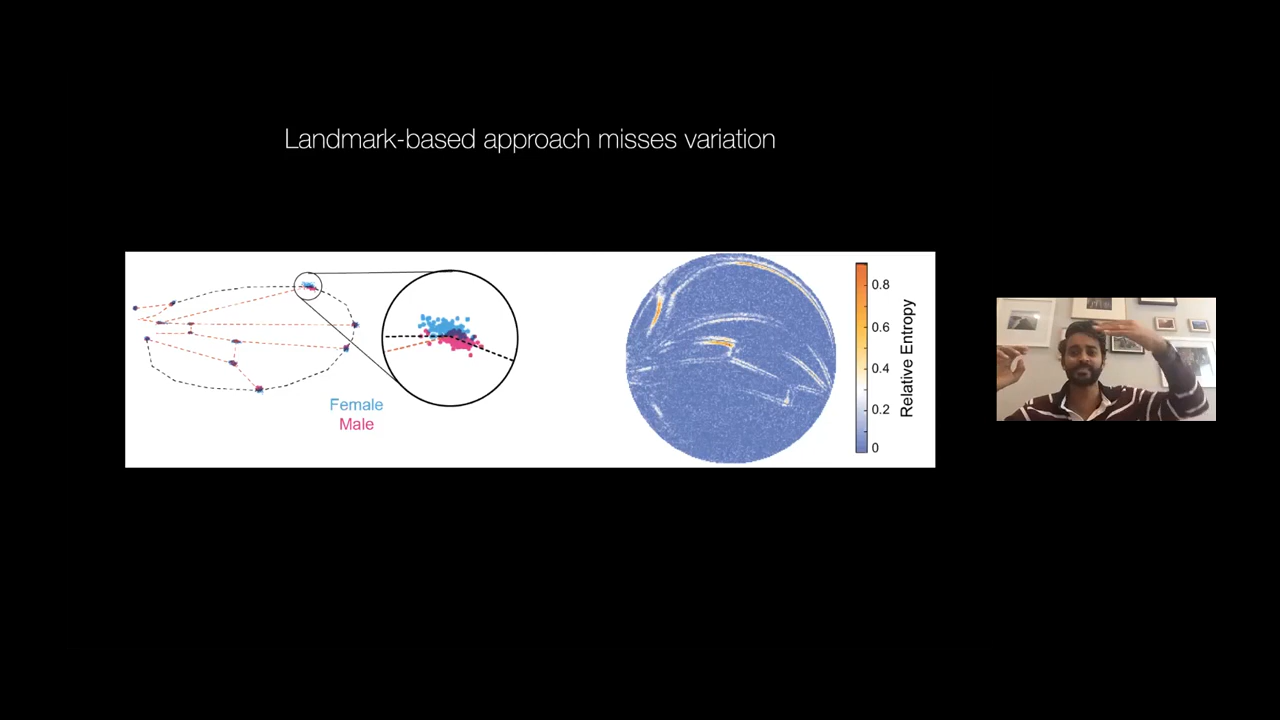 Landmark-based approach misses variation
Female
Male
0.8
0.6
0.4
0.2
0
Relative Entropy